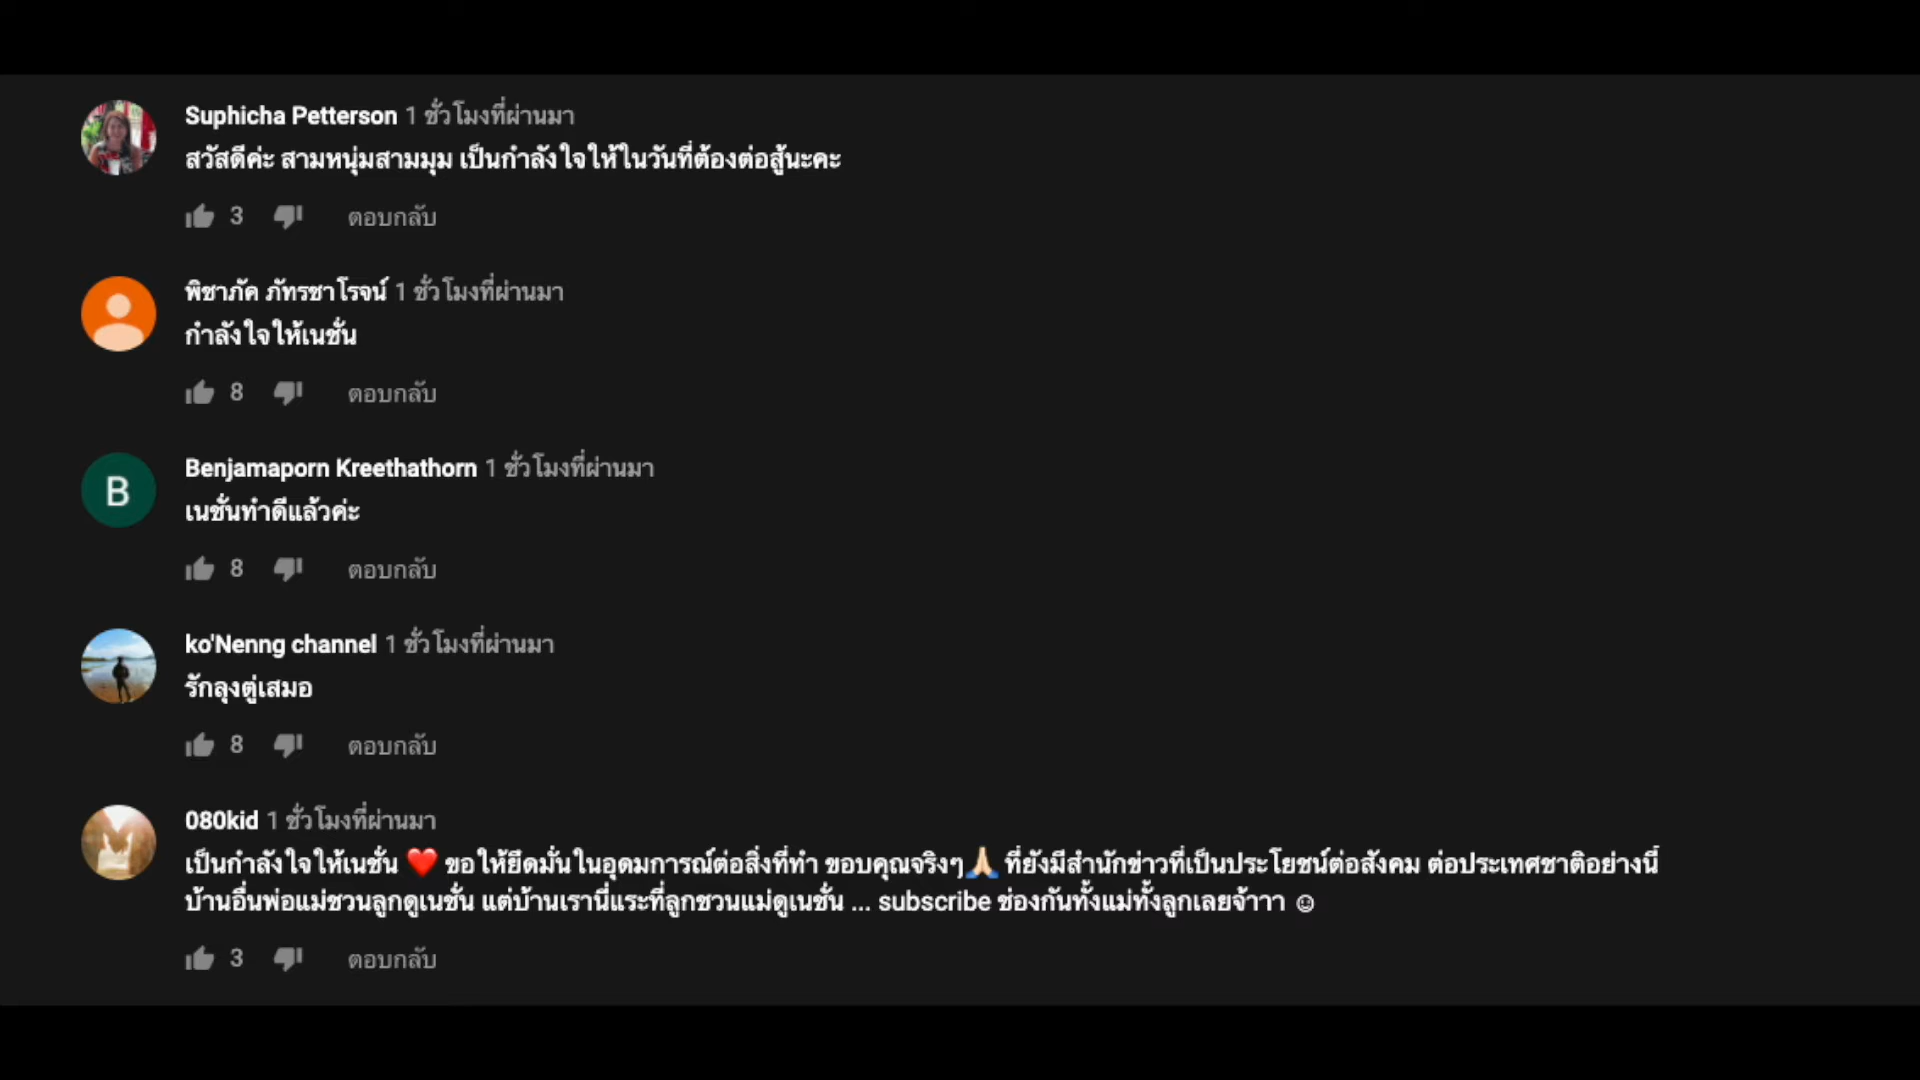 Suphicha Petterson 1 ชั่วโมงที่ผ่านมา
สวัสดีค่ะ สามหนุ่มสามมุม เป็นกำลังใจให้ในวันที่ต้องต่อสู้นะคะ
3 ตอบกลับ
พิชาภัค ภัทรชาโรจน์ 1 ชั่วโมงที่ผ่านมา
กำลังใจให้เนชั่น
8 ตอบกลับ
B
Benjamaporn Kreethathorn 1 ชั่วโมงที่ผ่านมา
เนชั่นทำดีแล้วค่ะ
8 ตอบกลับ
ko'Nenng channel 1 ชั่วโมงที่ผ่านมา
รักลุงตู่เสมอ
8 ตอบกลับ
080kid 1 ชั่วโมงที่ผ่านมา
เป็นกำลังใจให้เนชั่น ❤️ ขอให้ยึดมั่นในอุดมการณ์ต่อสิ่งที่ทำ ขอบคุณจริงๆ🙏🏻 ที่ยังมีสำนักข่าวที่เป็นประโยชน์ต่อสังคม ต่อประเทศชาติอย่างนี้
บ้านอื่นพ่อแม่ชวนลูกดูเนชั่น แต่บ้านเรานี่แระที่ลูกชวนแม่ดูเนชั่น ... subscribe ช่องกันทั้งแม่ทั้งลูกเลยจ้าาา ☺
3 ตอบกลับ